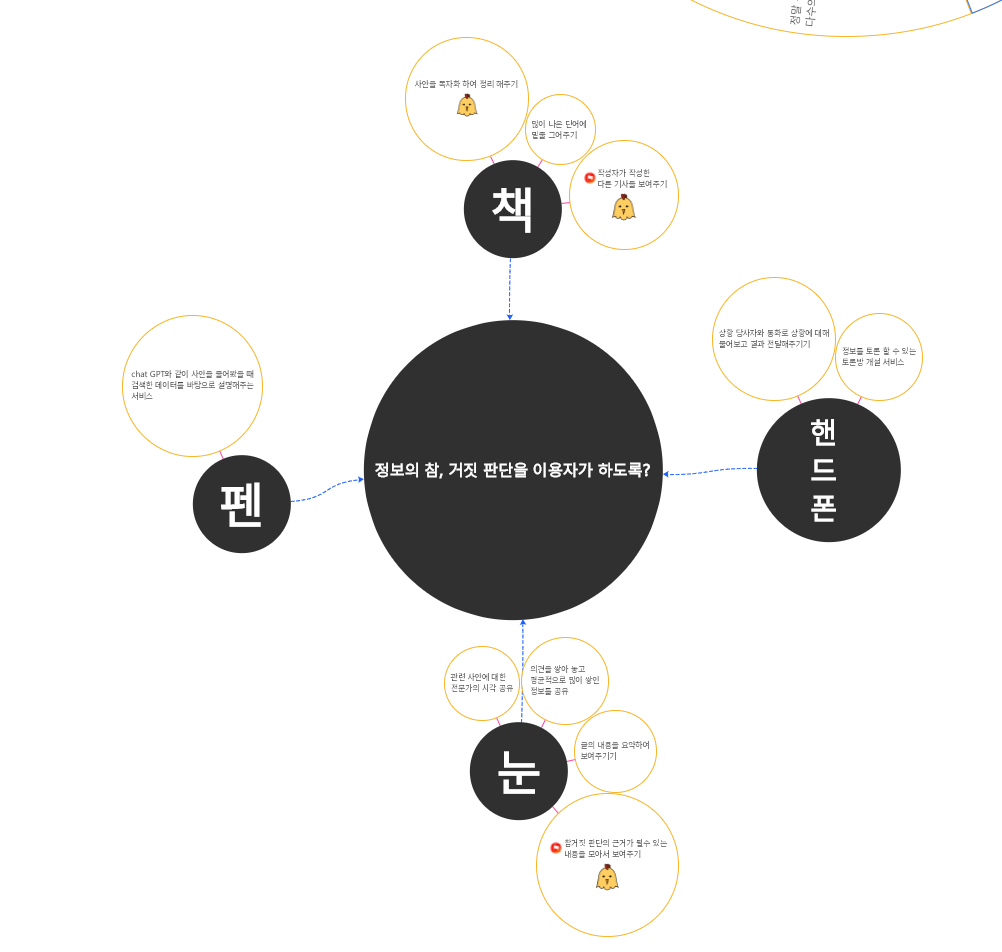 정말
다수의
사안을 독자화 하여 정리 해주기
많이 나온 단어에
밑줄 그어주기
작성자가 작성한
다른 기사들 보여주기
책
상황 당사자와 통화로 상황에 대해
물어보고 결과 전달해주기기
정보를 토론 할 수 있는
토론방 개설 서비스
chat GPT와 같이 사안을 물어봤을 때
검색한 데이터를 바탕으로 설명해주는
서비스
핸
드
폰
정보의 참, 거짓 판단을 이용자가 하도록?
펜
관련 사안에 대한
전문가의 시각 공유
의견을 쌓아 놓고
평균적으로 많이 쌓인
정보를 공유
글의 내용을 요약하여
보여주기기
눈
참거짓 판단의 근거가 될수 있는
내용을 모아서 보여주기